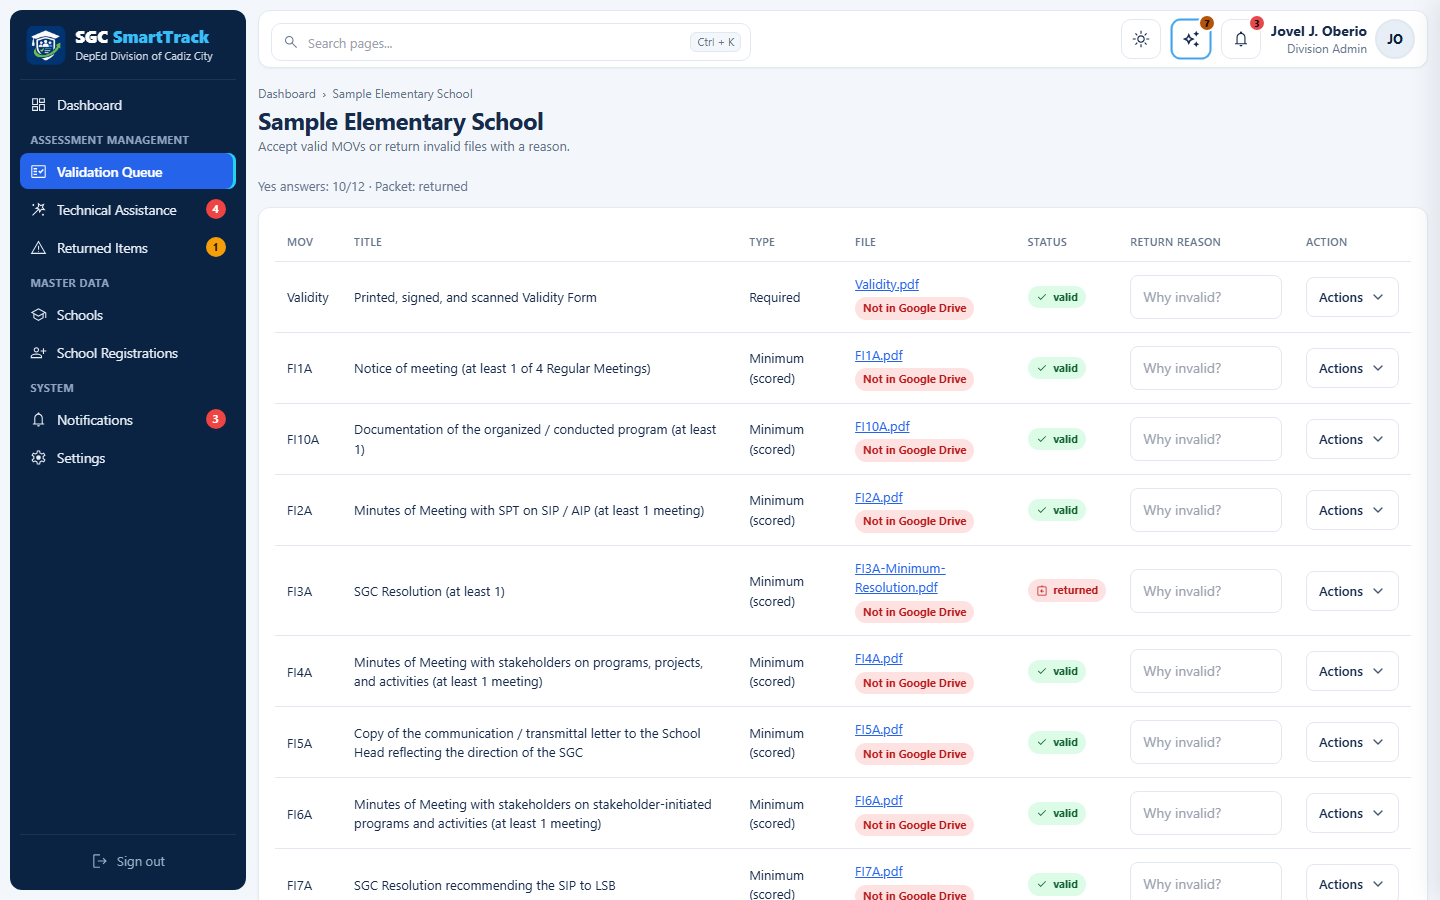 SGC SmartTrack
DepEd Division of Cadiz City
Dashboard
ASSESSMENT MANAGEMENT
Validation Queue
Technical Assistance 4
Returned Items 1
MASTER DATA
Schools
School Registrations
SYSTEM
Notifications 3
Settings
Sign out
Search pages... Ctrl + K
7
3
Jovel J. Oberio
Division Admin
JO
Dashboard › Sample Elementary School
Sample Elementary School
Accept valid MOVs or return invalid files with a reason.
Yes answers: 10/12 · Packet: returned
MOV TITLE TYPE FILE STATUS RETURN REASON ACTION
Validity Printed, signed, and scanned Validity Form Required Validity.pdf
Not in Google Drive
valid Why invalid? Actions
FI1A Notice of meeting (at least 1 of 4 Regular Meetings) Minimum
(scored)
FI1A.pdf
Not in Google Drive
valid Why invalid? Actions
FI10A Documentation of the organized / conducted program (at least
1)
Minimum
(scored)
FI10A.pdf
Not in Google Drive
valid Why invalid? Actions
FI2A Minutes of Meeting with SPT on SIP / AIP (at least 1 meeting) Minimum
(scored)
FI2A.pdf
Not in Google Drive
valid Why invalid? Actions
FI3A SGC Resolution (at least 1) Minimum
(scored)
FI3A-Minimum-
Resolution.pdf
Not in Google Drive
returned Why invalid? Actions
FI4A Minutes of Meeting with stakeholders on programs, projects,
and activities (at least 1 meeting)
Minimum
(scored)
FI4A.pdf
Not in Google Drive
valid Why invalid? Actions
FI5A Copy of the communication / transmittal letter to the School
Head reflecting the direction of the SGC
Minimum
(scored)
FI5A.pdf
Not in Google Drive
valid Why invalid? Actions
FI6A Minutes of Meeting with stakeholders on stakeholder-initiated
programs and activities (at least 1 meeting)
Minimum
(scored)
FI6A.pdf
Not in Google Drive
valid Why invalid? Actions
FI7A SGC Resolution recommending the SIP to LSB Minimum
(scored)
FI7A.pdf
Not in Google Drive
valid Why invalid? Actions